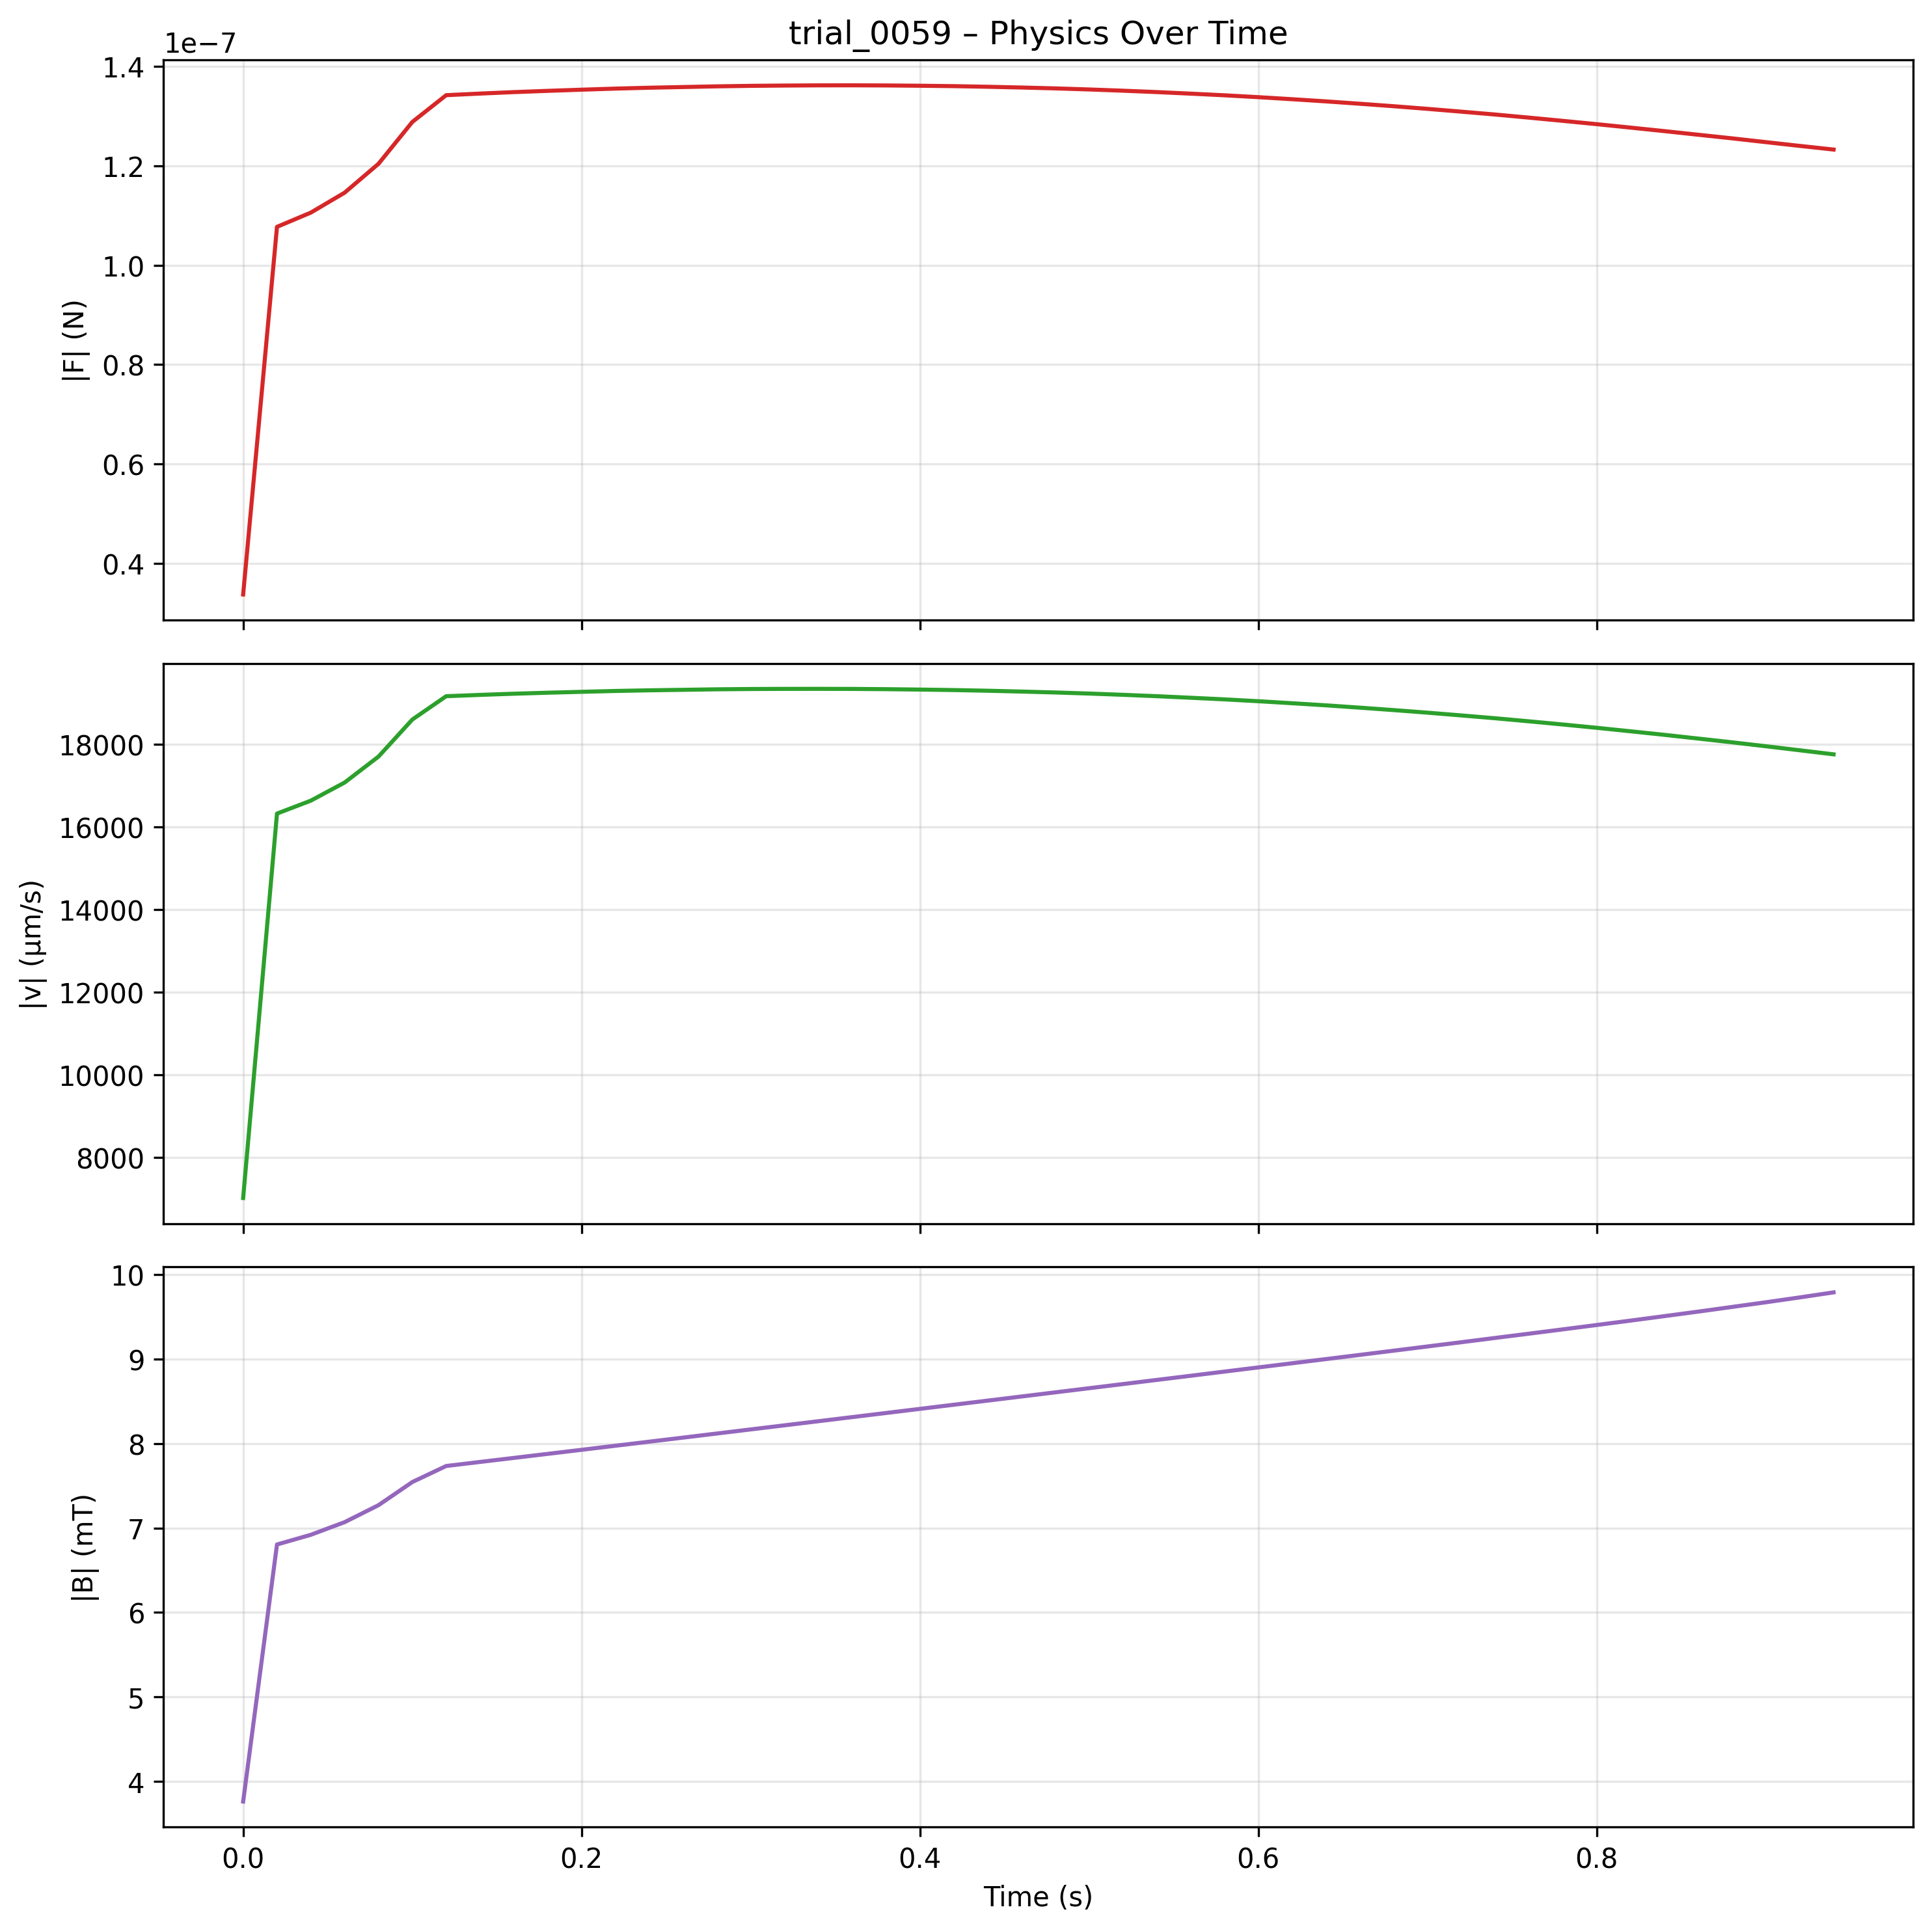 trial_0059 – Physics Over Time
1e−7
1.4
1.2
1.0
0.8
0.6
0.4
|F| (N)
18000
16000
14000
12000
10000
8000
|v| (µm/s)
10
9
8
7
6
5
4
|B| (mT)
0.0 0.2 0.4 0.6 0.8
Time (s)